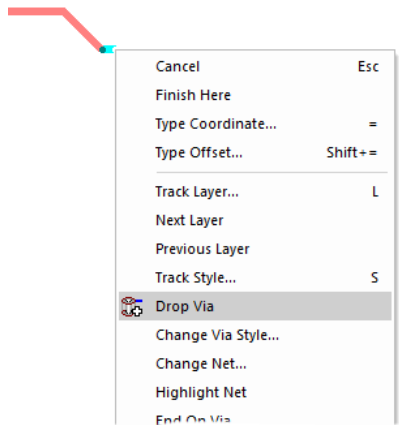 Cancel Esc
Finish Here
Type Coordinate... =
Type Offset... Shift+=
Track Layer... L
Next Layer
Previous Layer
Track Style... S
Drop Via
Change Via Style...
Change Net...
Highlight Net
End On Via